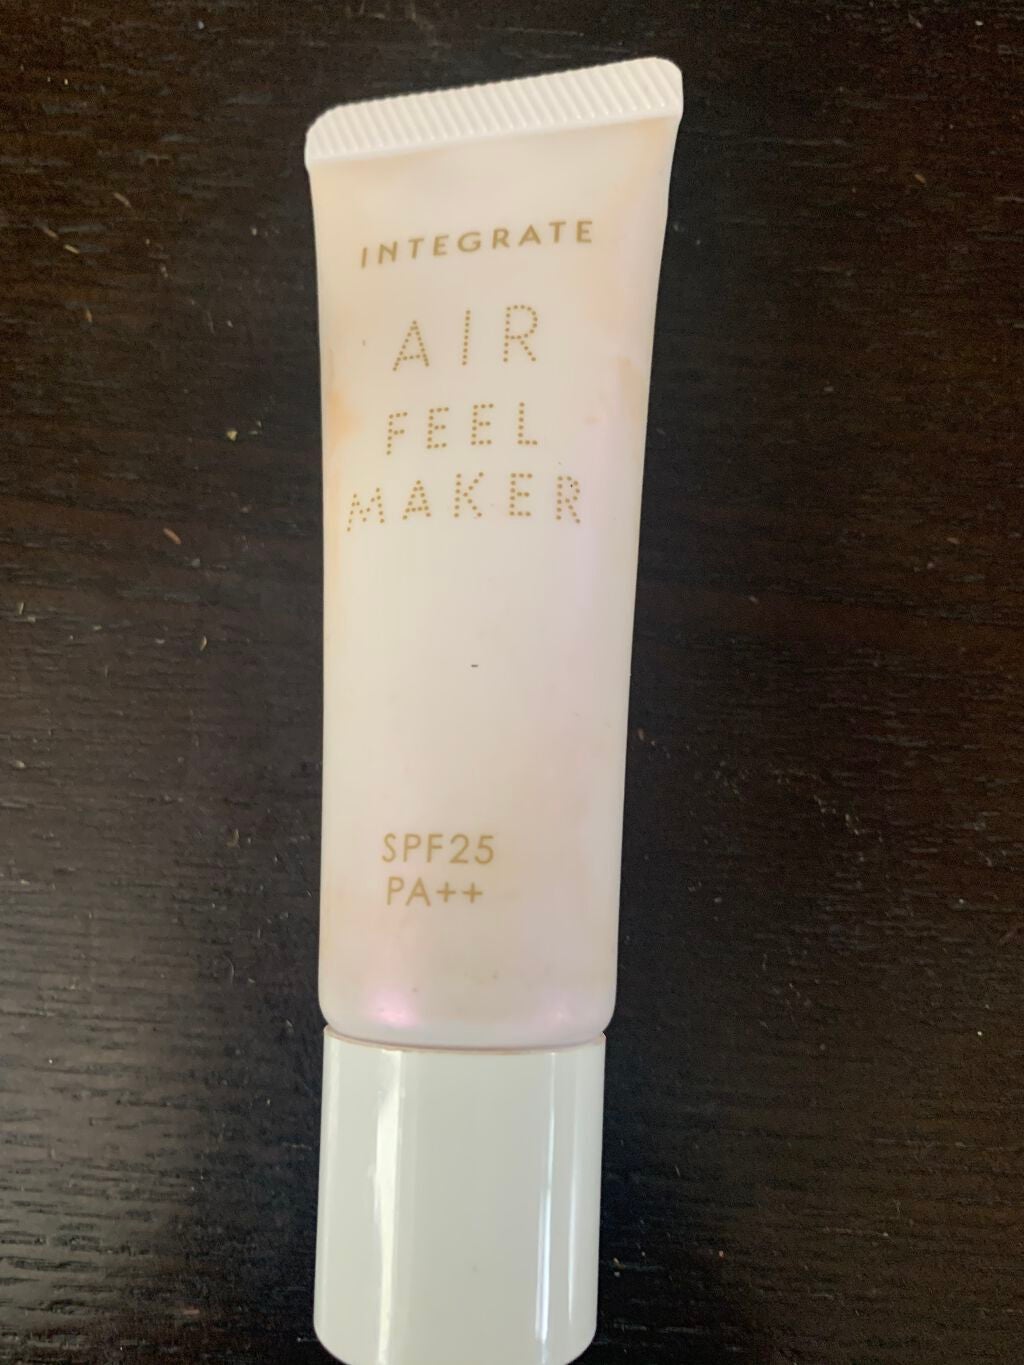 INTEGRATE
AIR
FEEL
MAKER
SPF25
PA++